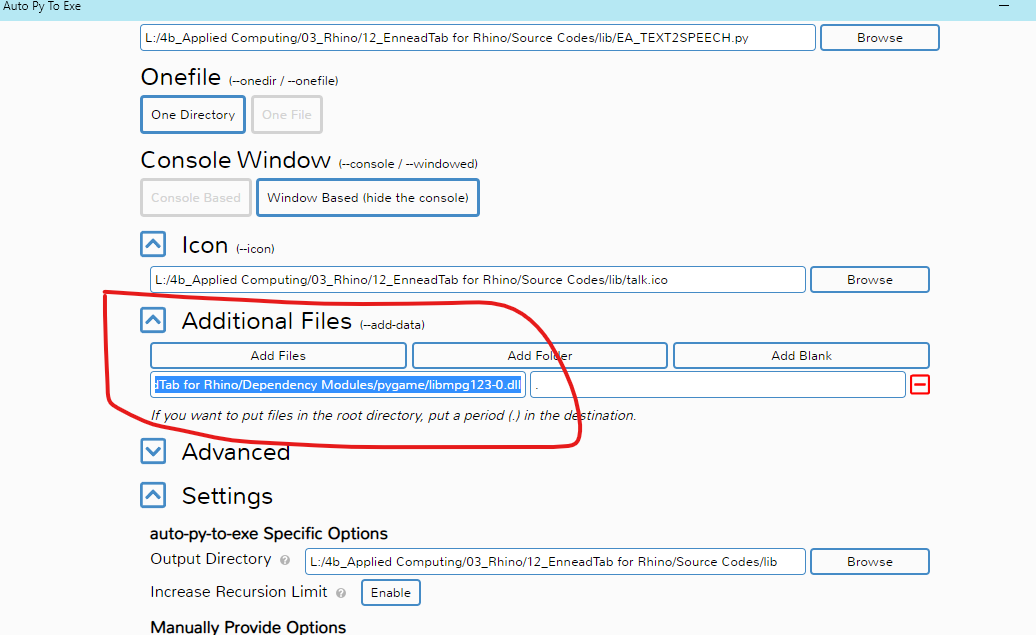 Auto Py To Exe
L:/4b_Applied Computing/03_Rhino/12_EnneadTab for Rhino/Source Codes/lib/EA_TEXT2SPEECH.py Browse
Onefile (--onedir / --onefile)
One Directory One File
Console Window (--console / --windowed)
Console Based Window Based (hide the console)
Icon (--icon)
L:/4b_Applied Computing/03_Rhino/12_EnneadTab for Rhino/Source Codes/lib/talk.ico Browse
Additional Files (--add-data)
Add Files Add Folder Add Blank
dTab for Rhino/Dependency Modules/pygame/libmpg123-0.dll .
If you want to put files in the root directory, put a period (.) in the destination.
Advanced
Settings
auto-py-to-exe Specific Options
Output Directory ? L:/4b_Applied Computing/03_Rhino/12_EnneadTab for Rhino/Source Codes/lib Browse
Increase Recursion Limit ? Enable
Manually Provide Options